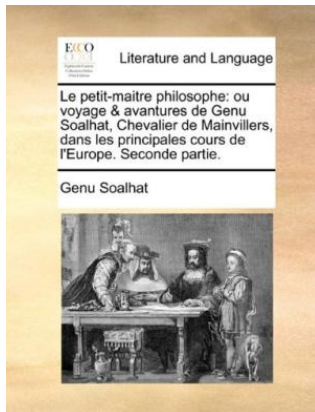 ECCO
Literature and Language
Le petit-maitre philosophe: ou
voyage & avantures de Genu
Soalhat, Chevalier de Mainvillers,
dans les principales cours de
l'Europe. Seconde partie.
Genu Soalhat